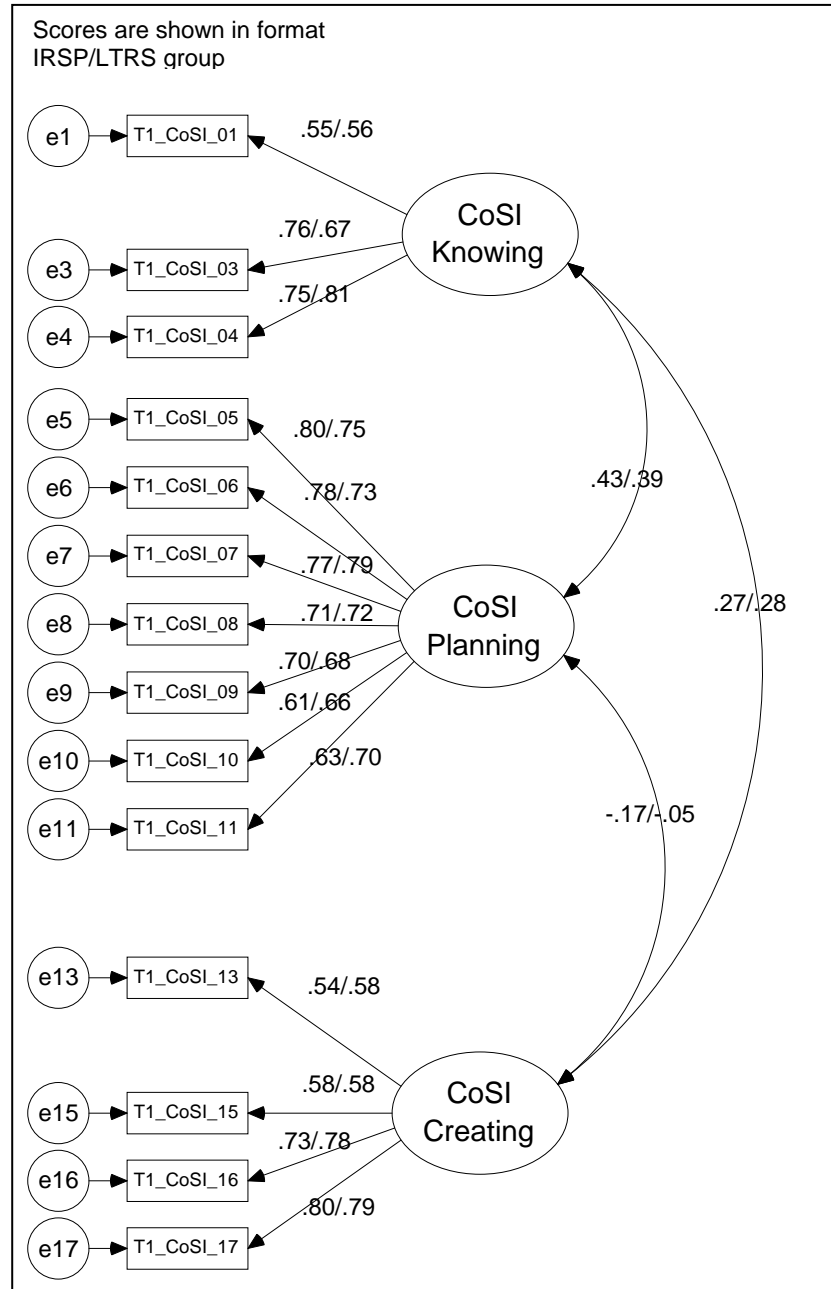 Scores are shown in format
IRSP/LTRS group
e1
T1_CoSI_01
.55/.56
CoSI
Knowing
.76/.67
e3
T1_CoSI_03
.75/.81
e4
T1_CoSI_04
e5
T1_CoSI_05
.80/.75
e6
T1_CoSI_06
.78/.73
.43/.39
e7
T1_CoSI_07
.77/.79
e8
T1_CoSI_08
.71/.72
CoSI
Planning
.27/.28
e9
T1_CoSI_09
.70/.68
e10
T1_CoSI_10
.61/.66
e11
T1_CoSI_11
.63/.70
-.17/-.05
e13
T1_CoSI_13
.54/.58
e15
T1_CoSI_15
.58/.58
CoSI
Creating
e16
T1_CoSI_16
.73/.78
e17
T1_CoSI_17
.80/.79